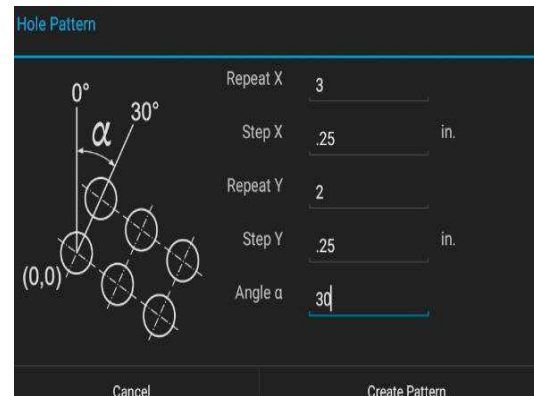 Hole Pattern
0°
30°
α
(0,0)
Repeat X 3
Step X .25 in.
Repeat Y 2
Step Y .25 in.
Angle α 30
Cancel Create Pattern